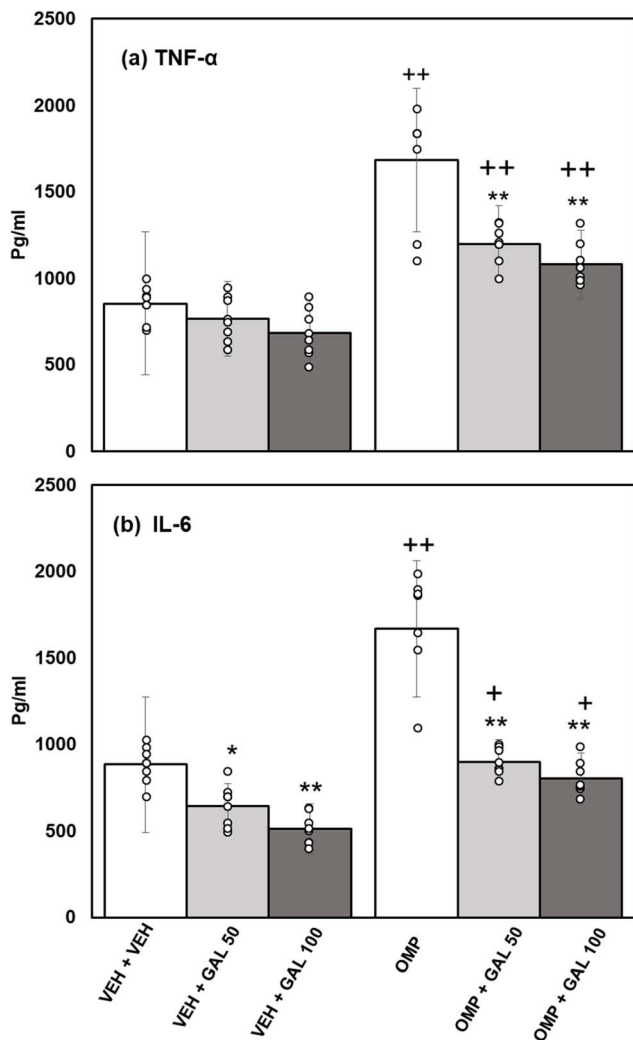 2500
(a) TNF-α
++
2000
++
++
1500
**
**
Pg/ml
1000
500
0
2500
(b) IL-6
++
2000
1500
+
+
**
**
Pg/ml
1000
*
**
500
0
VEH + VEH
VEH + GAL 50
VEH + GAL 100
OMP
OMP + GAL 50
OMP + GAL 100